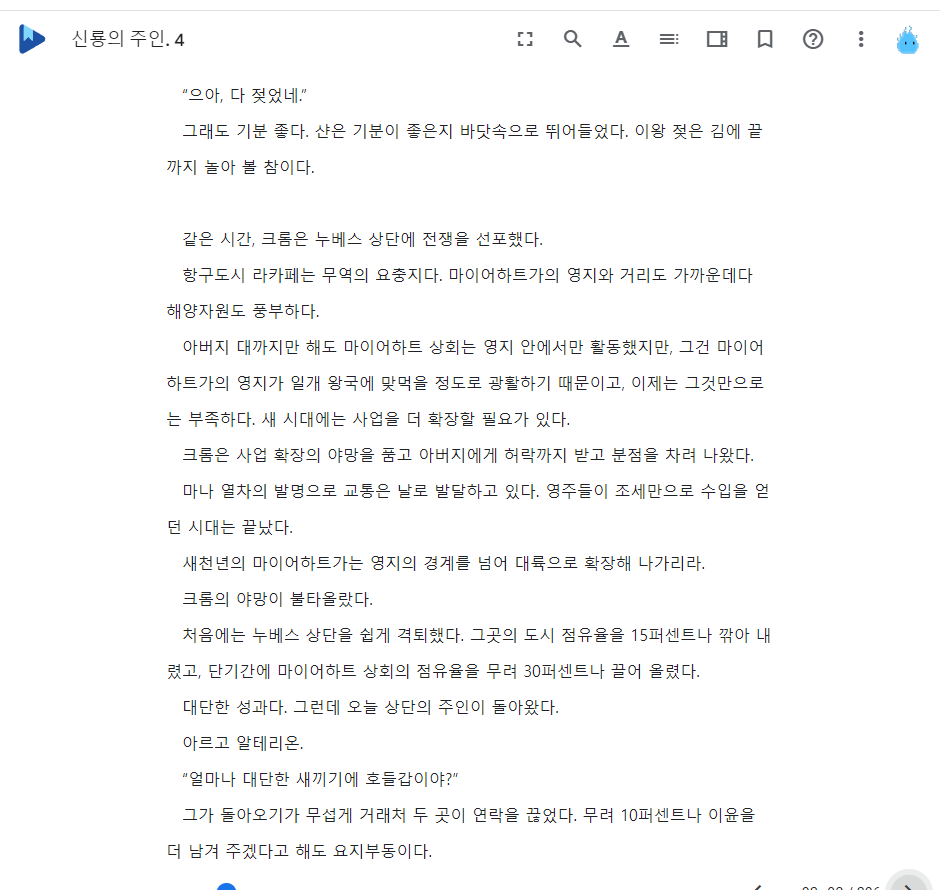 신룡의 주인. 4
“으아, 다 젖었네.”
그래도 기분 좋다. 샨은 기분이 좋은지 바닷속으로 뛰어들었다. 이왕 젖은 김에 끝
까지 놀아 볼 참이다.
같은 시간, 크롬은 누베스 상단에 전쟁을 선포했다.
항구도시 라카페는 무역의 요충지다. 마이어하트가의 영지와 거리도 가까운데다
해양자원도 풍부하다.
아버지 대까지만 해도 마이어하트 상회는 영지 안에서만 활동했지만, 그건 마이어
하트가의 영지가 일개 왕국에 맞먹을 정도로 광활하기 때문이고, 이제는 그것만으로
는 부족하다. 새 시대에는 사업을 더 확장할 필요가 있다.
크롬은 사업 확장의 야망을 품고 아버지에게 허락까지 받고 분점을 차려 나왔다.
마나 열차의 발명으로 교통은 날로 발달하고 있다. 영주들이 조세만으로 수입을 얻
던 시대는 끝났다.
새천년의 마이어하트가는 영지의 경계를 넘어 대륙으로 확장해 나가리라.
크롬의 야망이 불타올랐다.
처음에는 누베스 상단을 쉽게 격퇴했다. 그곳의 도시 점유율을 15퍼센트나 깎아 내
렸고, 단기간에 마이어하트 상회의 점유율을 무려 30퍼센트나 끌어 올렸다.
대단한 성과다. 그런데 오늘 상단의 주인이 돌아왔다.
아르고 알테리온.
“얼마나 대단한 새끼기에 호들갑이야?”
그가 돌아오기가 무섭게 거래처 두 곳이 연락을 끊었다. 무려 10퍼센트나 이윤을
더 남겨 주겠다고 해도 요지부동이다.